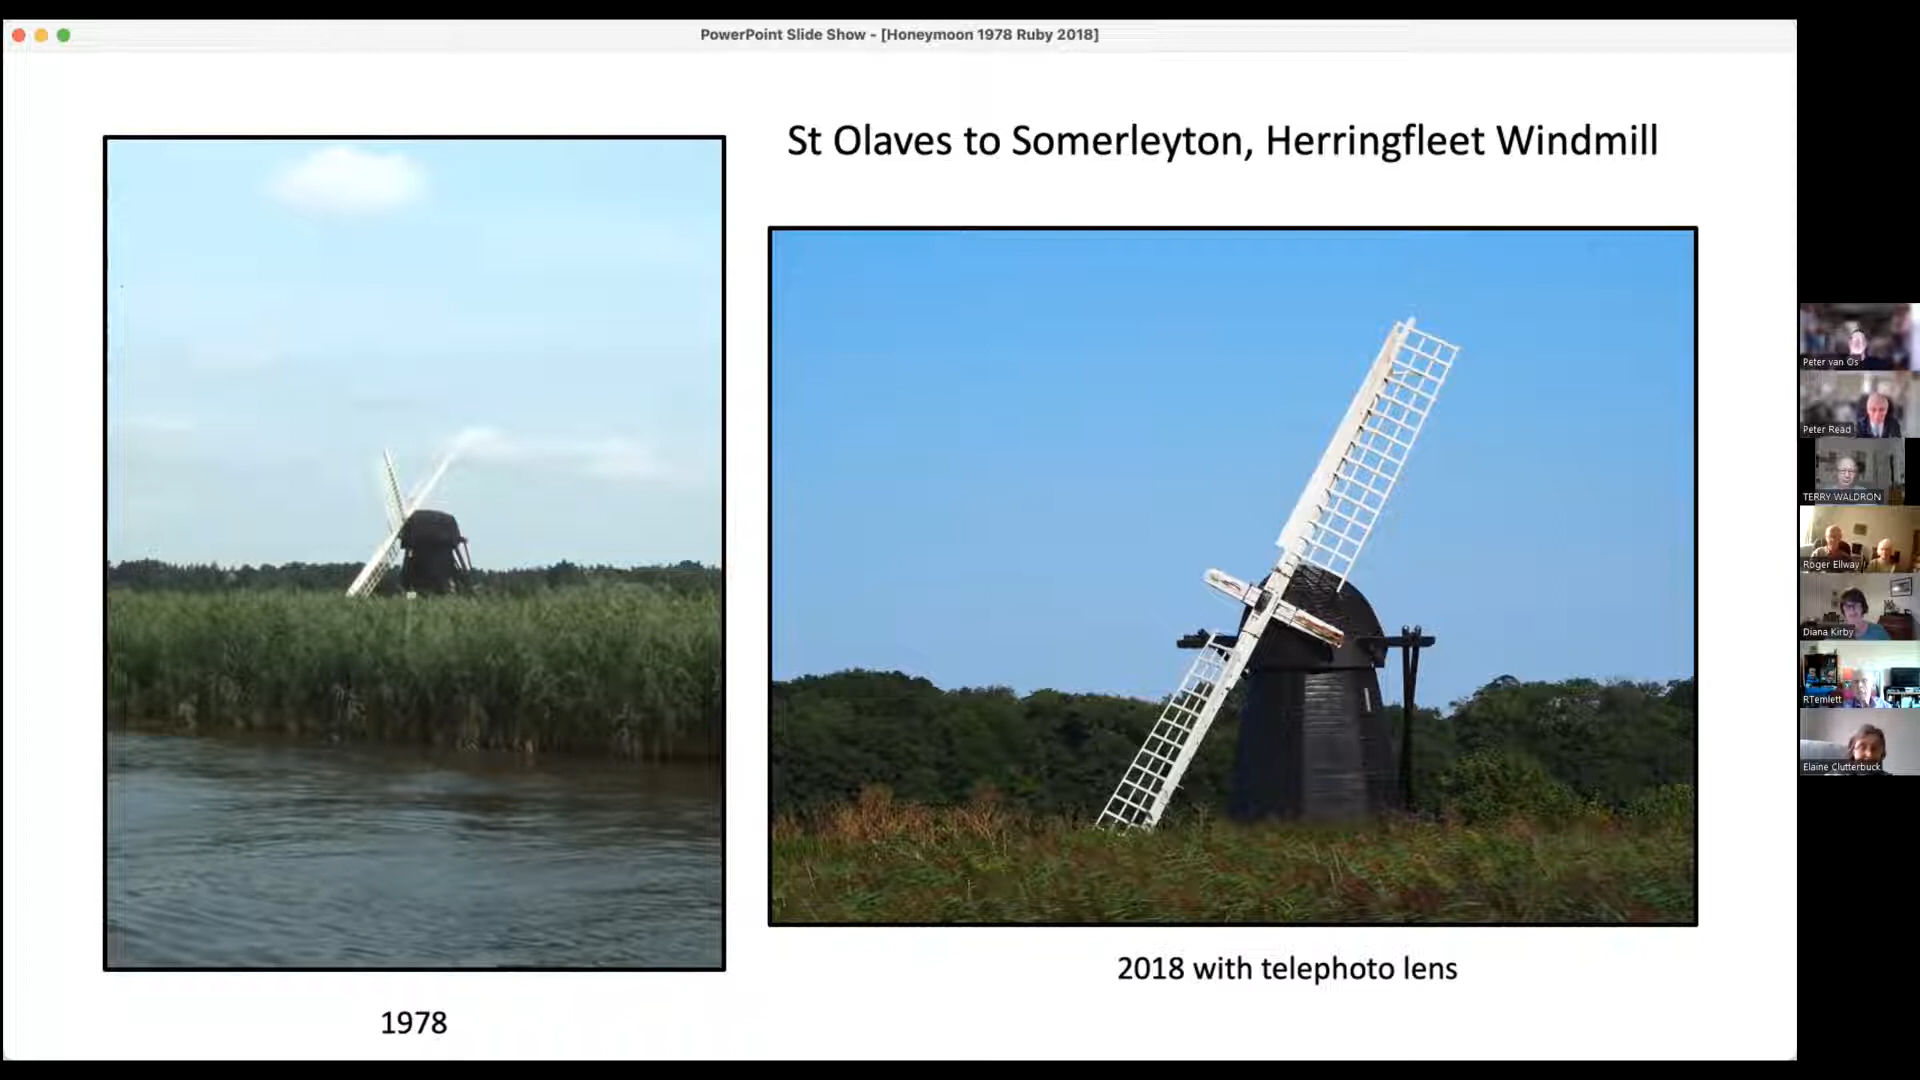 PowerPoint Slide Show - [Honeymoon 1978 Ruby 2018]
St Olaves to Somerleyton, Herringfleet Windmill
1978
2018 with telephoto lens
Peter van Os
Peter Read
TERRY WALDRON
Roger Ellway
Diana Kirby
RTemlett
Elaine Clutterbuck